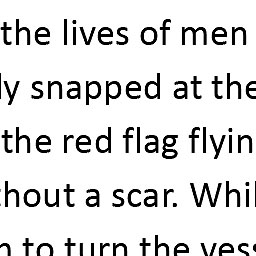 the lives of men
ly snapped at the
the red flag flyin
thout a scar. Whil
n to turn the vess